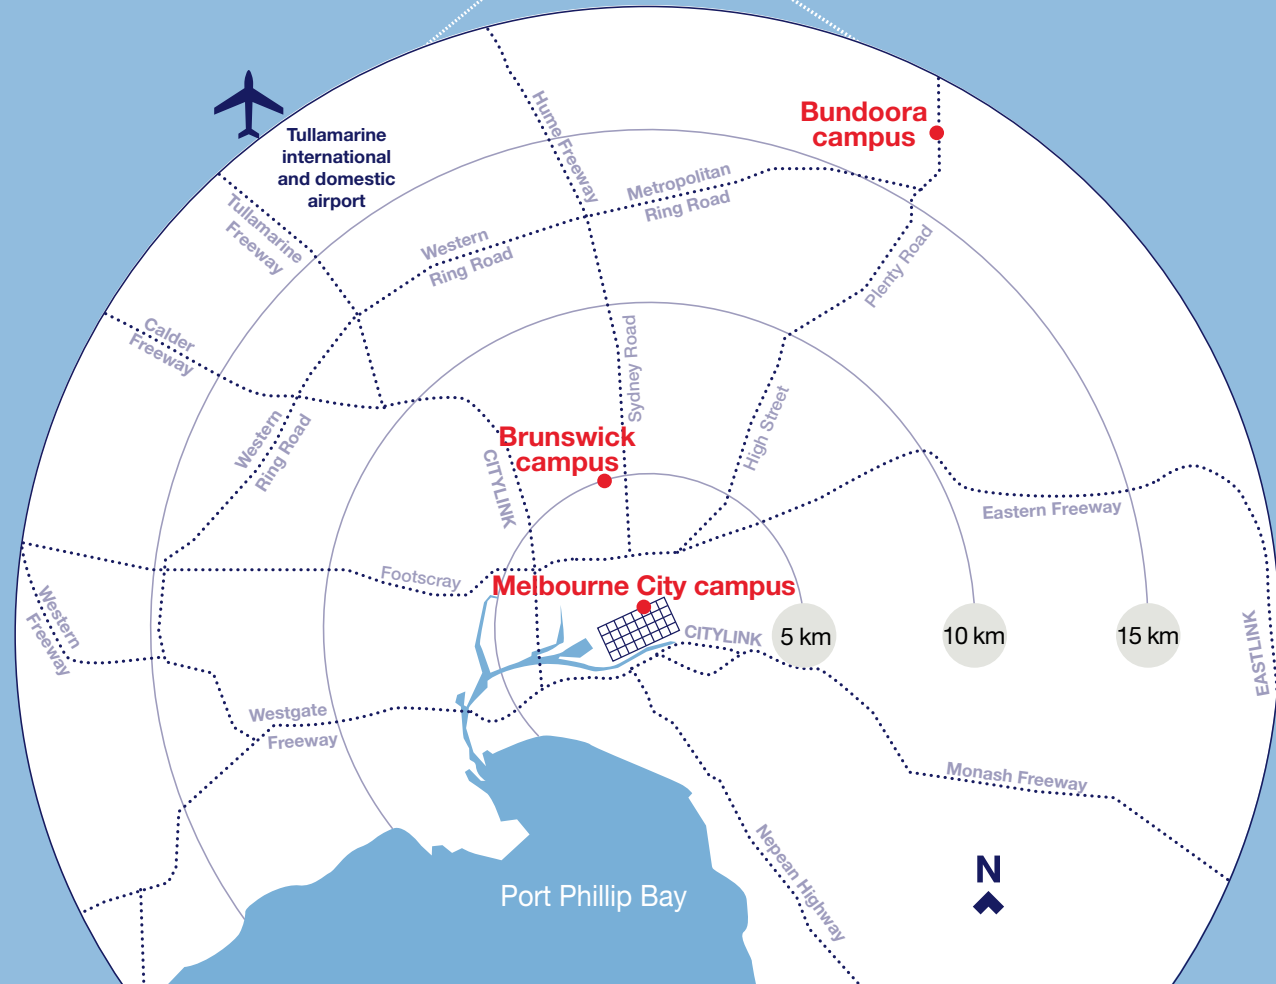 Bundoora
campus
Tullamarine
international
and domestic
airport
Hume Freeway
Metropolitan
Ring Road
Tullamarine
Freeway
Western
Ring Road
Plenty Road
Calder
Freeway
Sydney Road
High Street
Western
Ring Road
Brunswick
campus
CITYLINK
Eastern Freeway
Footscray
Melbourne City campus
Western
Freeway
CITYLINK
5 km
10 km
15 km
EASTLINK
Westgate
Freeway
Monash Freeway
Nepean Highway
N
Port Phillip Bay